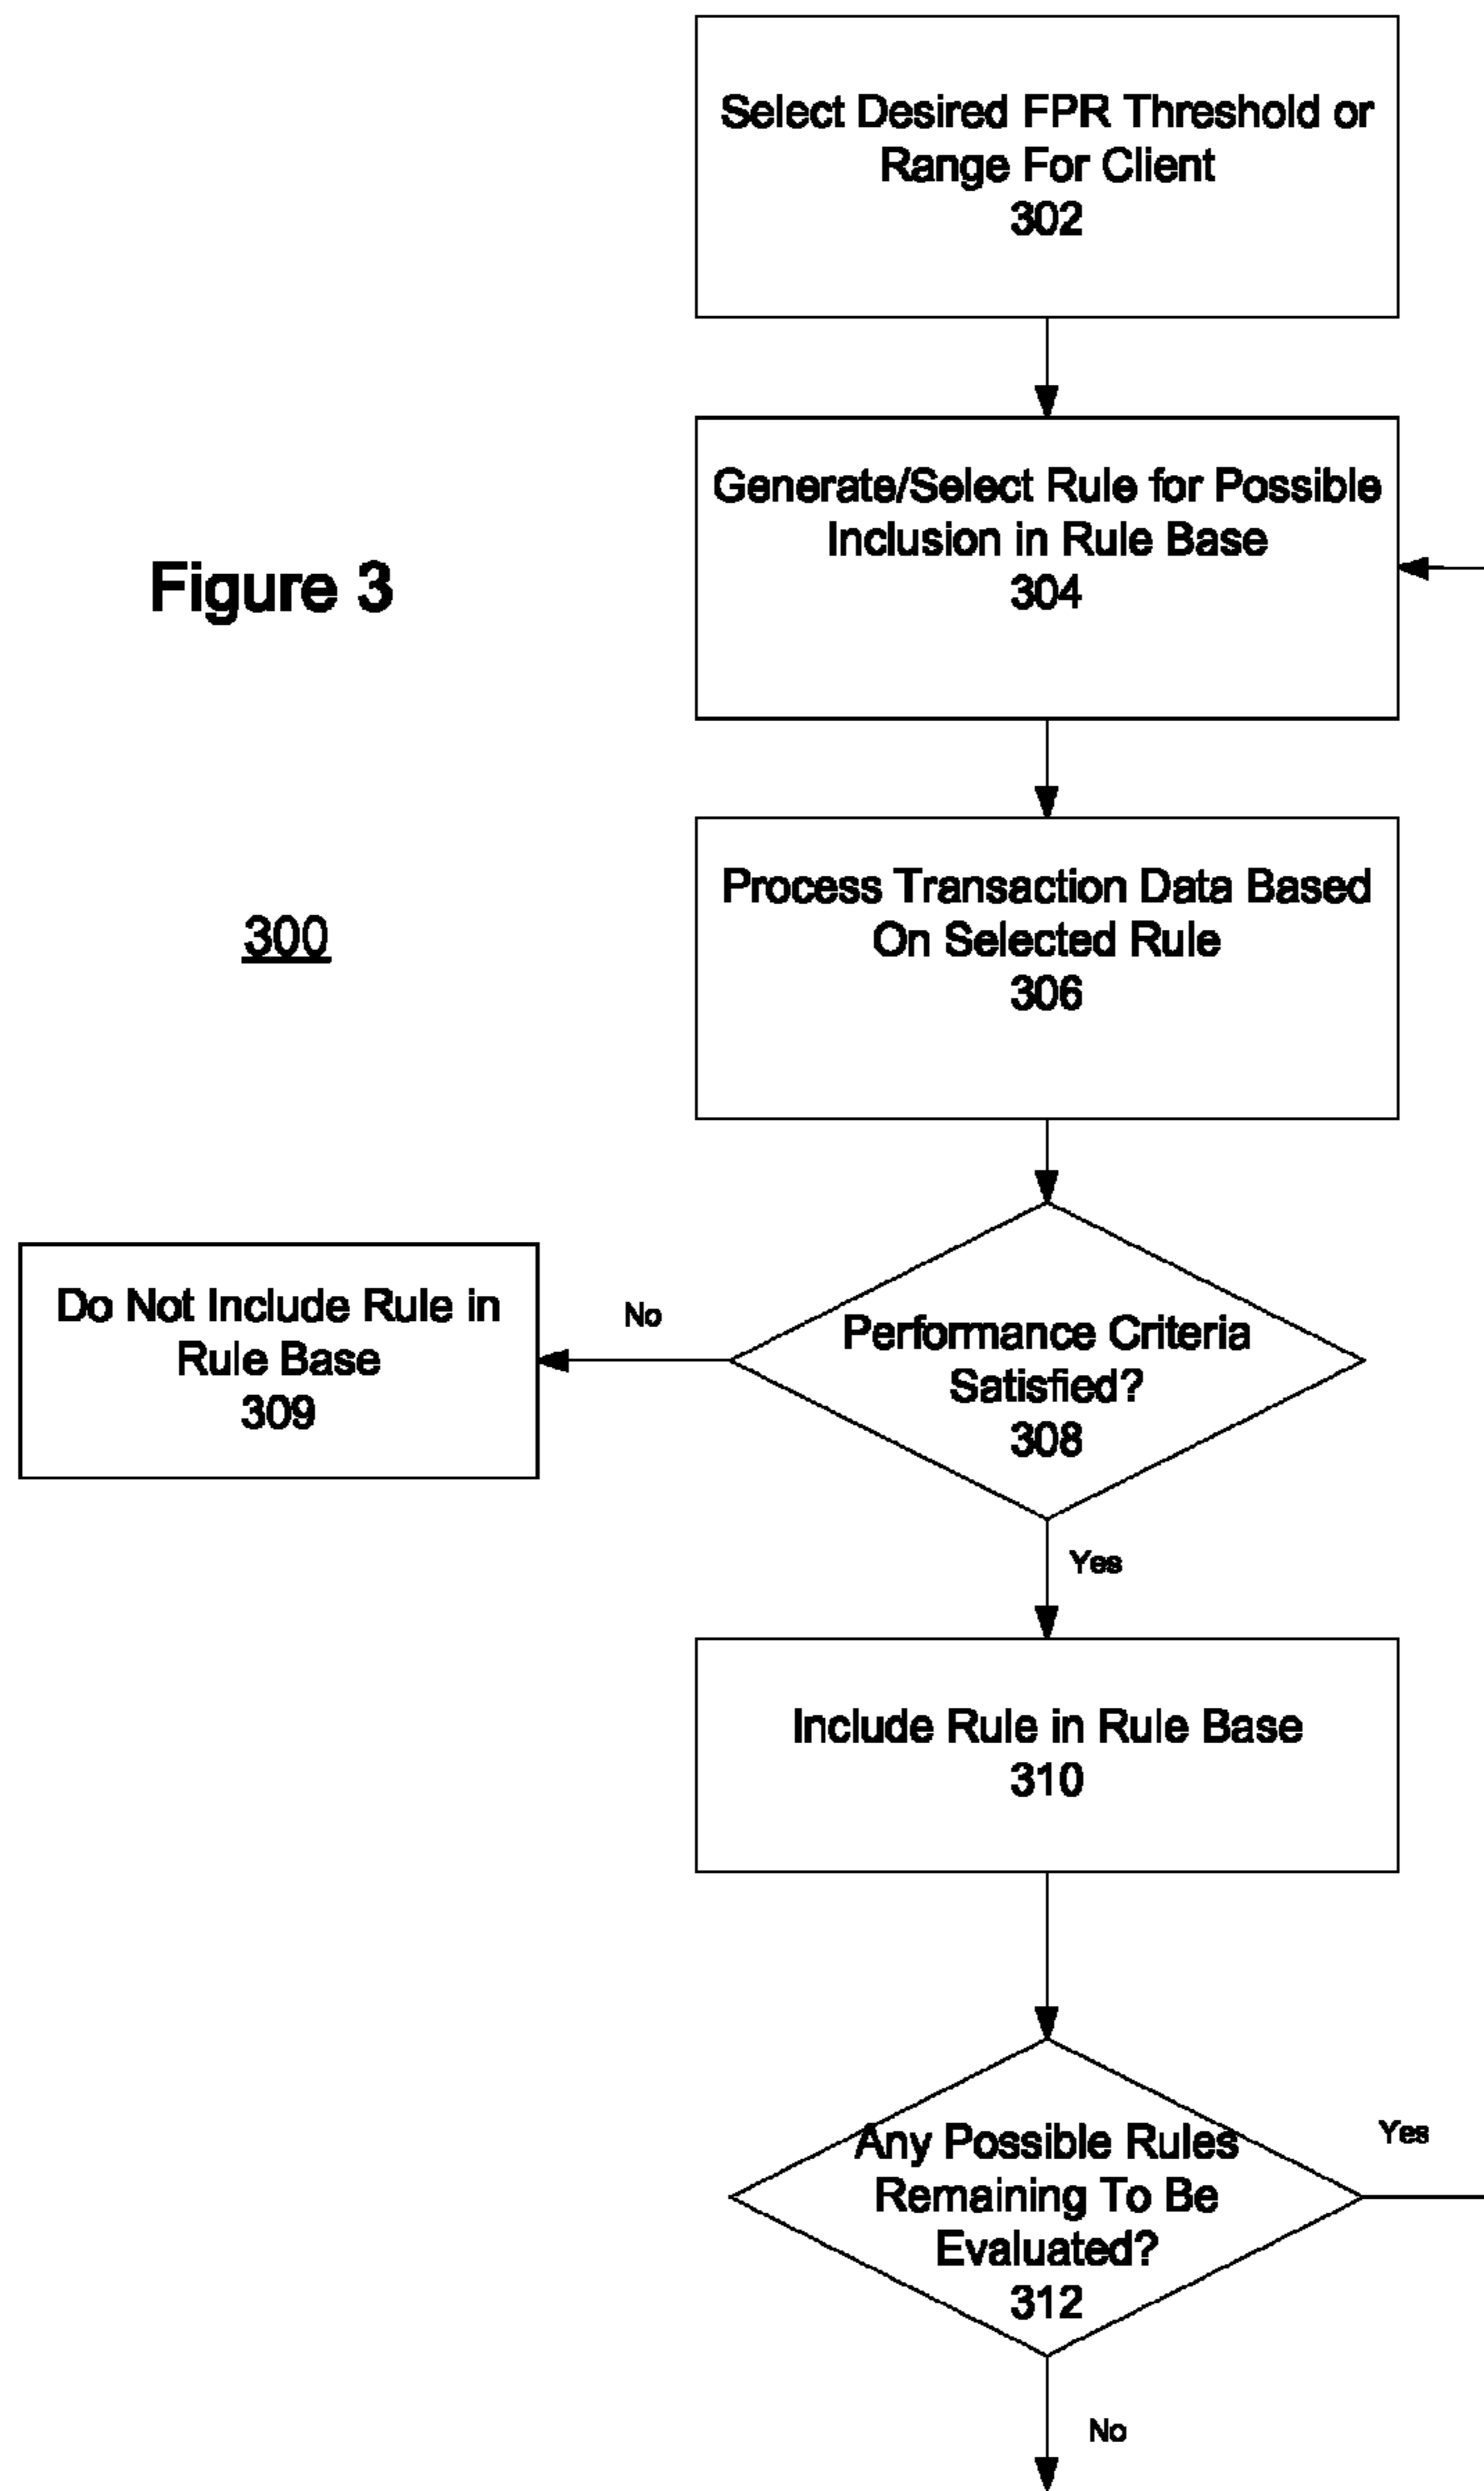 Select Desired FPR Threshold or
Range For Client
302
Generate/Select Rule for Possible
Inclusion in Rule Base
304
Figure 3
Process Transaction Data Based
On Selected Rule
306
300
Do Not Include Rule in
Rule Base
309
No
Performance Criteria
Satisfied?
308
Yes
Include Rule in Rule Base
310
Any Possible Rules
Remaining To Be
Evaluated?
312
Yes
No